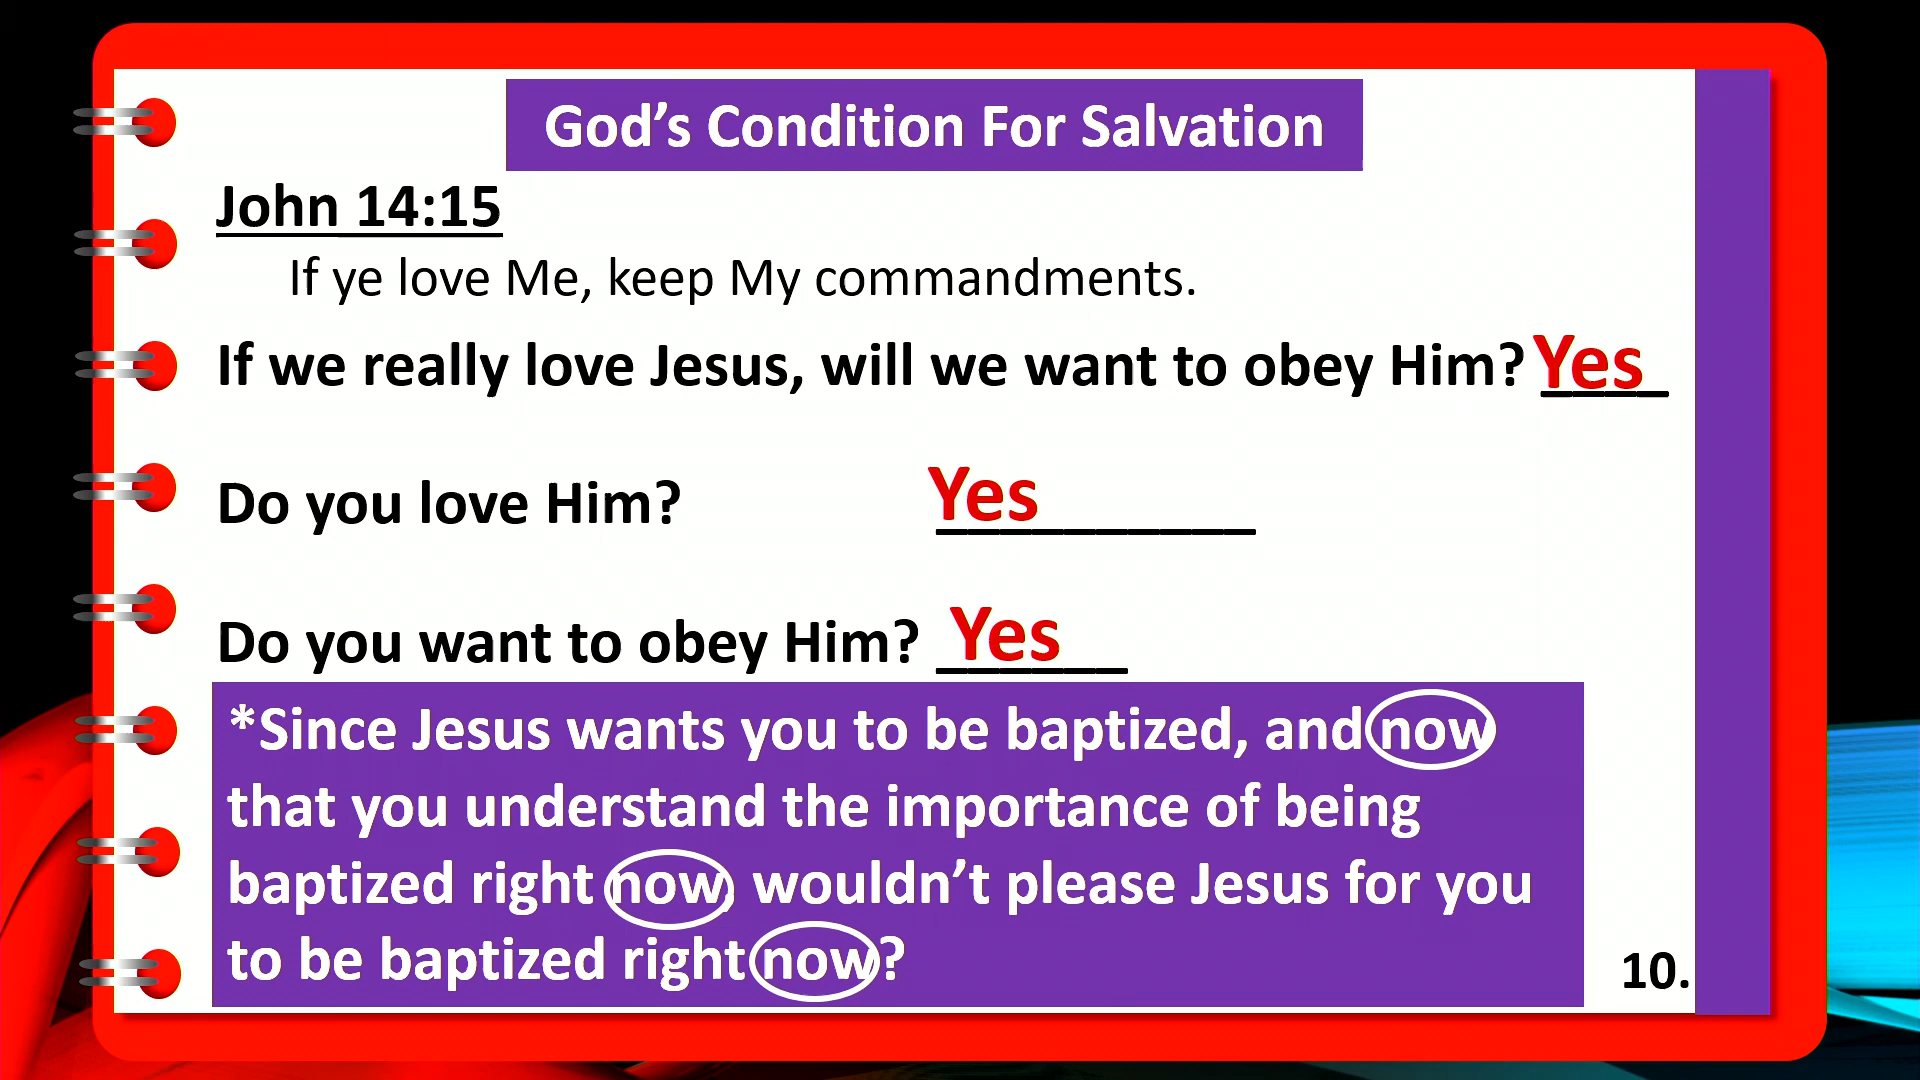 God’s Condition For Salvation
John 14:15
If ye love Me, keep My commandments.
If we really love Jesus, will we want to obey Him? Yes
Do you love Him? Yes
Do you want to obey Him? Yes
*Since Jesus wants you to be baptized, and now
that you understand the importance of being
baptized right now, wouldn’t please Jesus for you
to be baptized right now?
10.